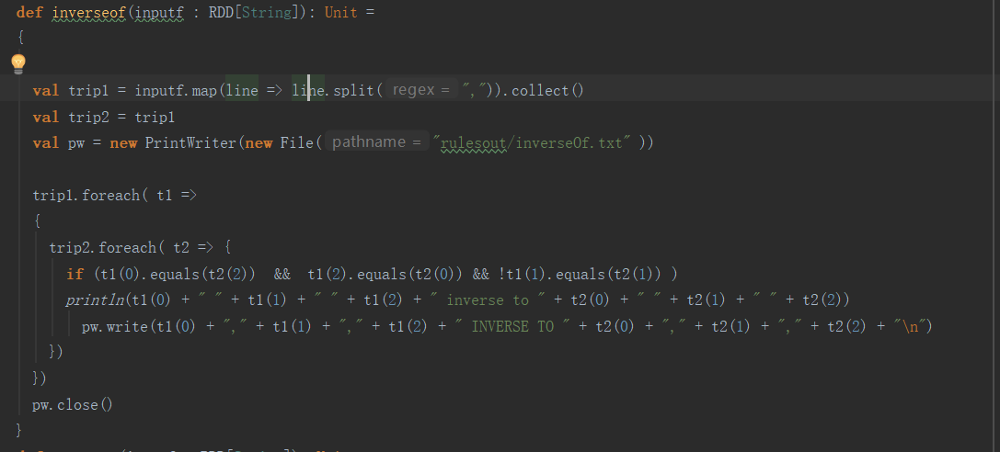 def inverseof(inputf : RDD[String]): Unit =
{
val trip1 = inputf.map(line => line.split( regex = ",")).collect()
val trip2 = trip1
val pw = new PrintWriter(new File( pathname = "rulesout/inverseOf.txt" ))
trip1.foreach( t1 =>
{
trip2.foreach( t2 => {
if (t1(0).equals(t2(2))  &&  t1(2).equals(t2(0)) && !t1(1).equals(t2(1)) )
println(t1(0) + " " + t1(1) + " " + t1(2) + " inverse to " + t2(0) + " " + t2(1) + " " + t2(2))
pw.write(t1(0) + "," + t1(1) + "," + t1(2) + " INVERSE TO " + t2(0) + "," + t2(1) + "," + t2(2) + "\n")
})
})
pw.close()
}